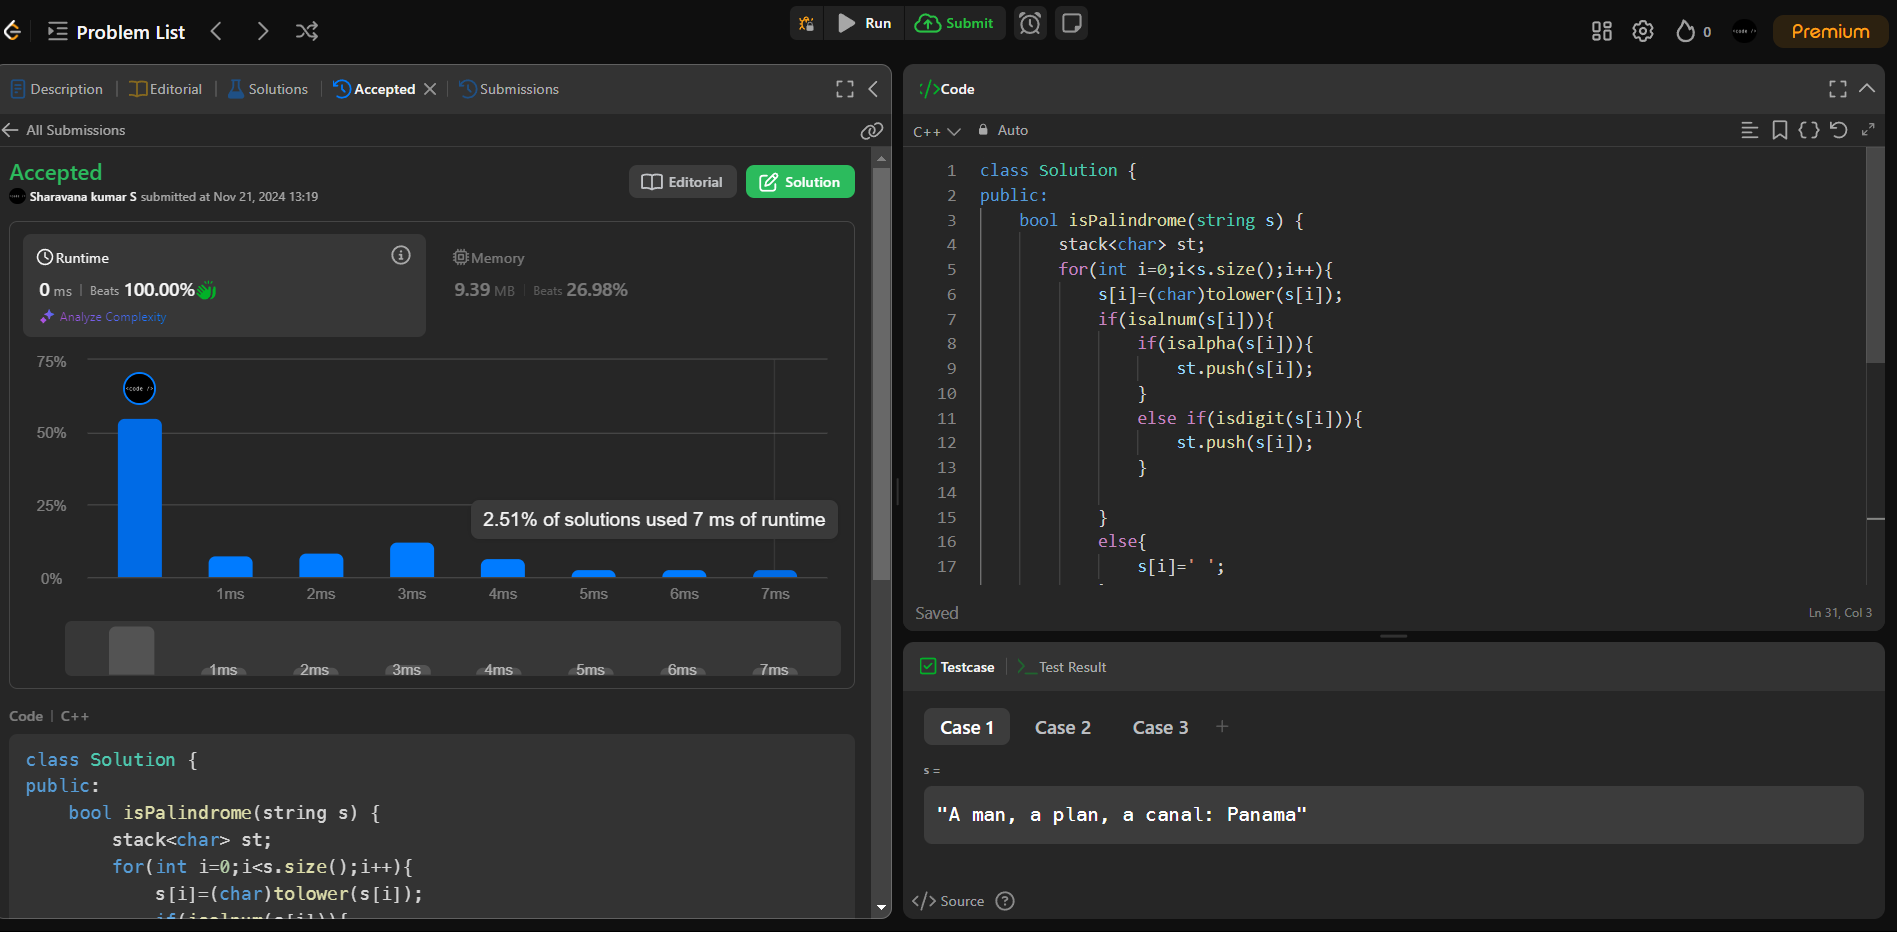 Problem List
Run
Submit
0
Premium
Description
Editorial
Solutions
Accepted
Submissions
All Submissions
Accepted
Editorial
Solution
Sharavana kumar S submitted at Nov 21, 2024 13:19
Runtime
0 ms | Beats 100.00%
Analyze Complexity
Memory
9.39 MB | Beats 26.98%
75%
50%
25%
0%
<code />
2.51% of solutions used 7 ms of runtime
1ms 2ms 3ms 4ms 5ms 6ms 7ms
1ms 2ms 3ms 4ms 5ms 6ms 7ms
Code | C++
class Solution {
public:
    bool isPalindrome(string s) {
        stack<char> st;
        for(int i=0;i<s.size();i++){
            s[i]=(char)tolower(s[i]);
            if(isalnum(s[i])){
</>Code
C++
Auto
1 class Solution {
2 public:
3     bool isPalindrome(string s) {
4         stack<char> st;
5         for(int i=0;i<s.size();i++){
6             s[i]=(char)tolower(s[i]);
7             if(isalnum(s[i])){
8                 if(isalpha(s[i])){
9                     st.push(s[i]);
10                 }
11                 else if(isdigit(s[i])){
12                     st.push(s[i]);
13                 }
14
15             }
16             else{
17                 s[i]=' ';
Saved
Ln 31, Col 3
Testcase
>_Test Result
Case 1
Case 2
Case 3
+
s =
"A man, a plan, a canal: Panama"
</> Source ?